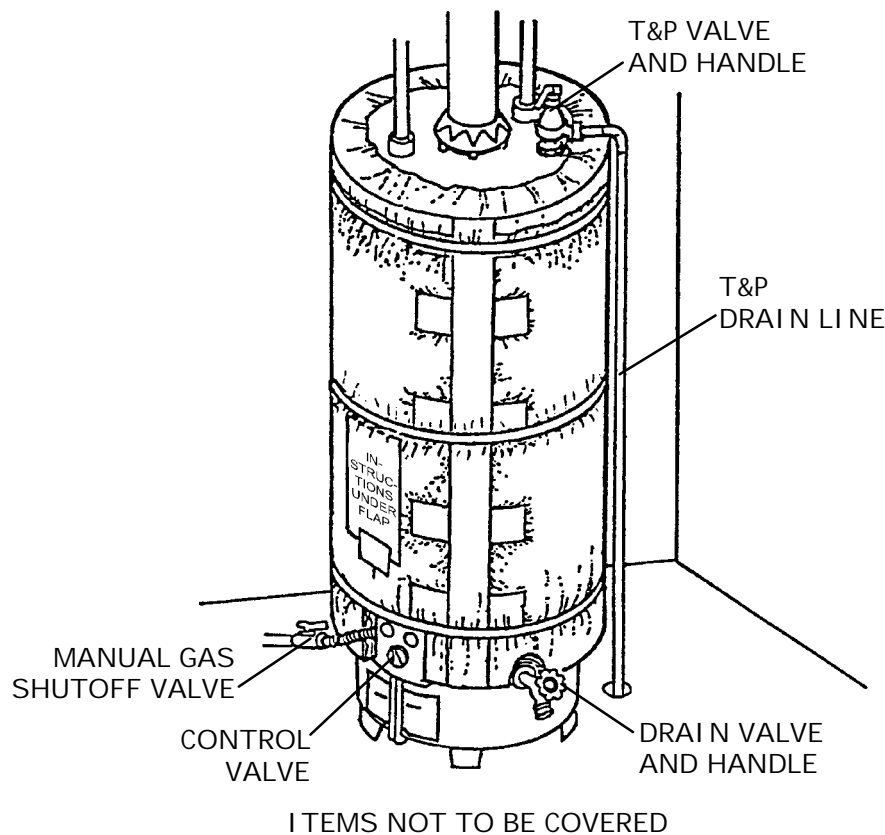 T&P VALVE
AND HANDLE
T&P
DRAIN LINE
IN-
STRUC-
TIONS
UNDER
FLAP
MANUAL GAS
SHUTOFF VALVE
CONTROL
VALVE
DRAIN VALVE
AND HANDLE
ITEMS NOT TO BE COVERED